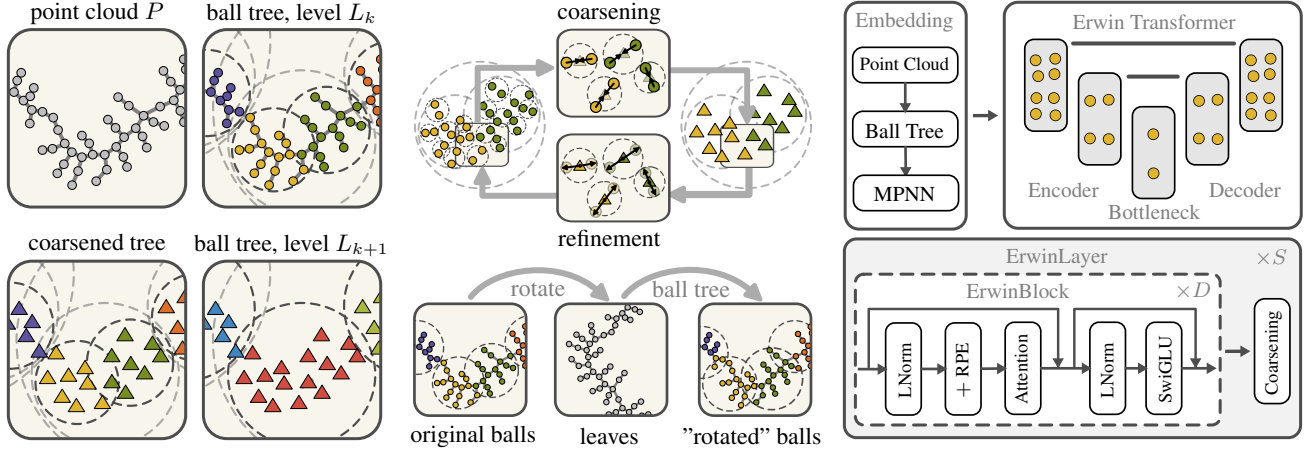 point cloud P
ball tree, level L_k
coarsened tree
ball tree, level L_{k+1}
coarsening
refinement
rotate
ball tree
original balls
leaves
”rotated” balls
Embedding
Point Cloud
Ball Tree
MPNN
Erwin Transformer
Encoder
Decoder
Bottleneck
ErwinLayer
×S
ErwinBlock
×D
LNorm
+ RPE
Attention
LNorm
SwiGLU
Coarsening